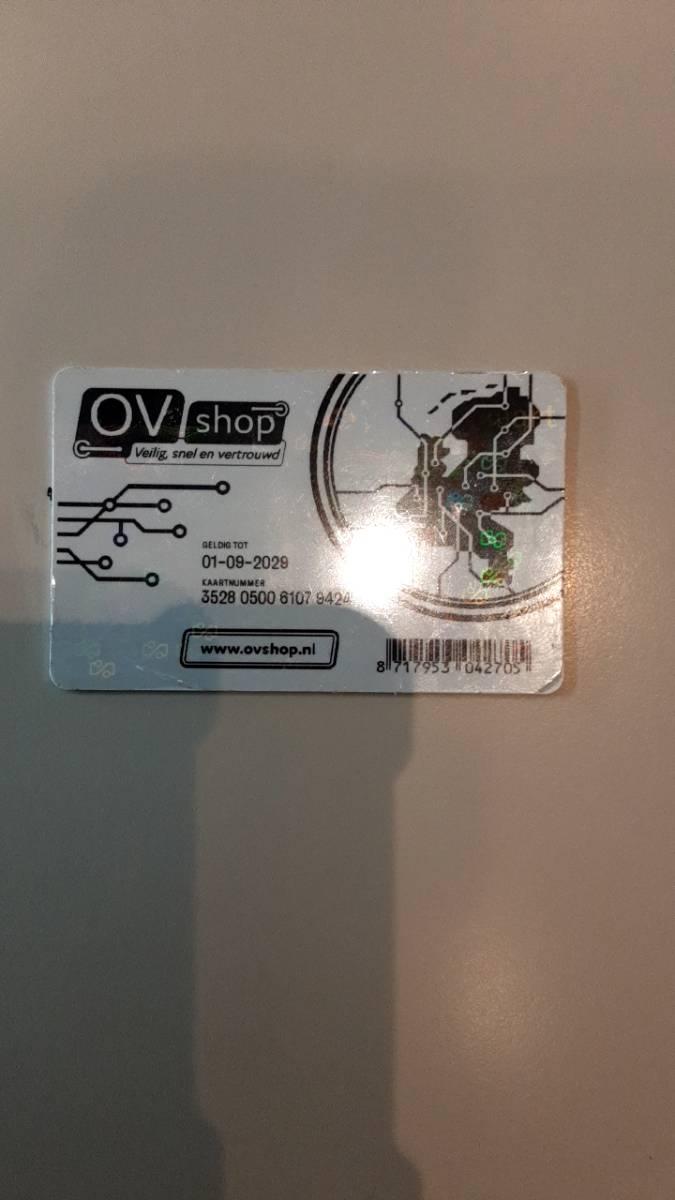 OV shop
Veilig, snel en vertrouwd
GELDIG TOT
01-09-2029
KAARTNUMMER
3528 0500 6107 9424
www.ovshop.nl
8 717953 042705